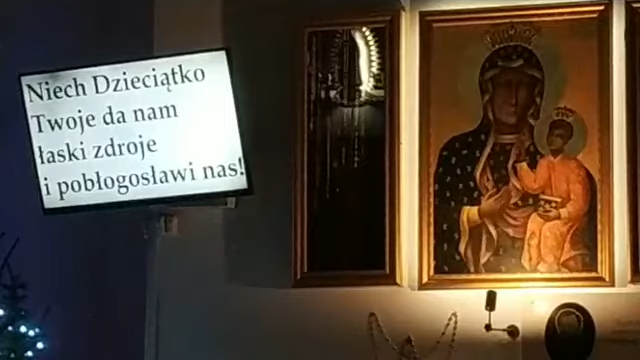 Niech Dzieciątko
Twoje da nam
łaski zdroje
i pobłogosławi nas!